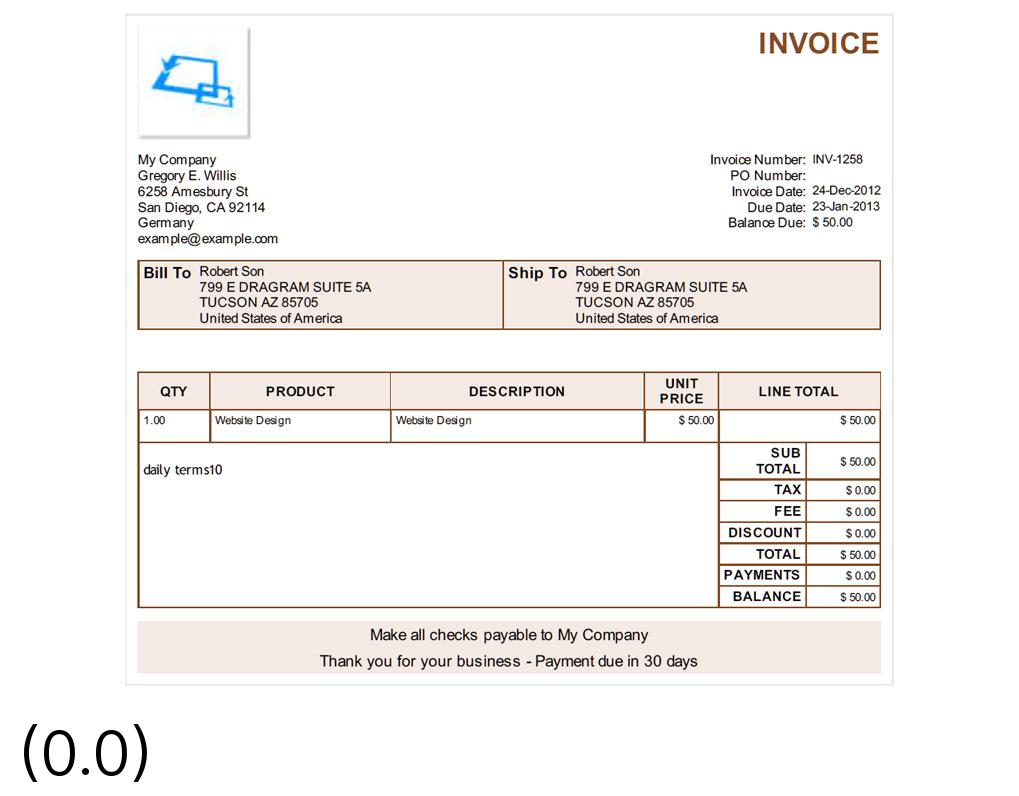 INVOICE
My Company
Gregory E. Willis
6258 Amesbury St
San Diego, CA 92114
Germany
example@example.com
Invoice Number: INV-1258
PO Number:
Invoice Date: 24-Dec-2012
Due Date: 23-Jan-2013
Balance Due: $ 50.00
Bill To Robert Son
799 E DRAGRAM SUITE 5A
TUCSON AZ 85705
United States of America
Ship To Robert Son
799 E DRAGRAM SUITE 5A
TUCSON AZ 85705
United States of America
QTY PRODUCT DESCRIPTION UNIT PRICE LINE TOTAL
1.00 Website Design Website Design $ 50.00 $ 50.00
daily terms10
SUB TOTAL $ 50.00
TAX $ 0.00
FEE $ 0.00
DISCOUNT $ 0.00
TOTAL $ 50.00
PAYMENTS $ 0.00
BALANCE $ 50.00
Make all checks payable to My Company
Thank you for your business - Payment due in 30 days
(0.0)